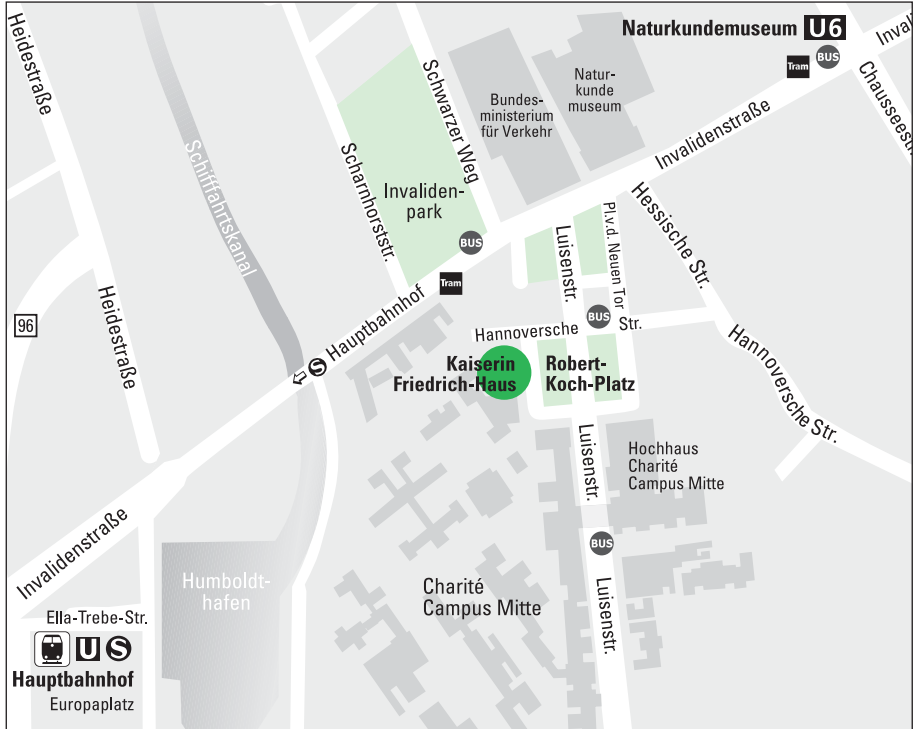 Heidestraße
Naturkundemuseum U6
BUS
Tram
Invali
Chausseestr
Schwarzer Weg
Bundes-
ministerium
für Verkehr
Natur-
kunde
museum
Invalidenstraße
Schifffahrtskanal
Scharnhorststr.
Invaliden-
park
BUS
Tram
Hessische Str.
Pl.v.d. Neuen Tor
Luisenstr.
BUS
Heidestraße
96
S Hauptbahnhof
Hannoversche Str.
Hannoversche Str.
Kaiserin
Friedrich-Haus
Robert-
Koch-Platz
Luisenstr.
Hochhaus
Charité
Campus Mitte
BUS
Invalidenstraße
Humboldt-
hafen
Charité
Campus Mitte
Luisenstr.
Ella-Trebe-Str.
U S
Hauptbahnhof
Europaplatz